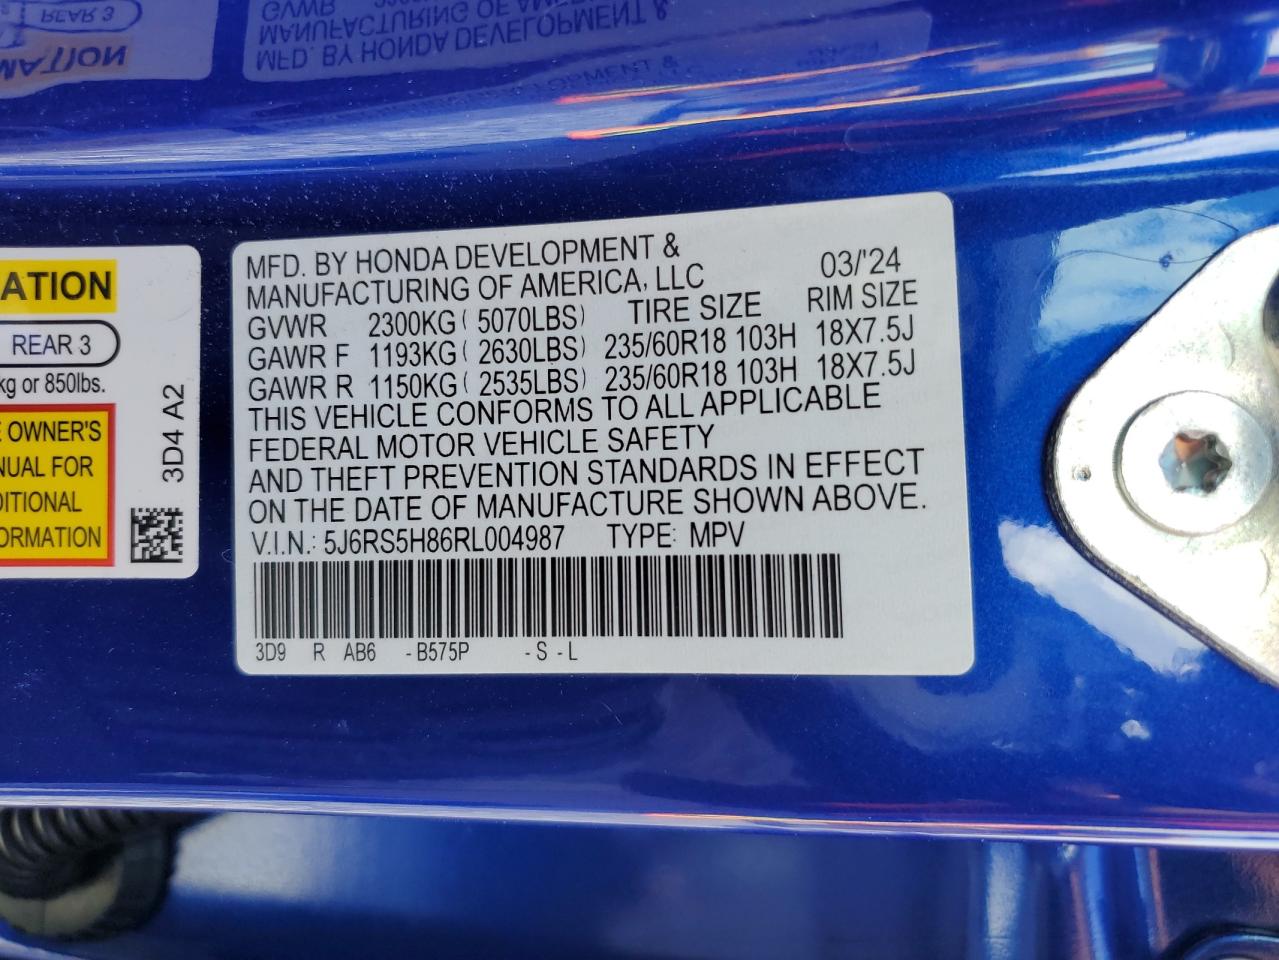 MFD. BY HONDA DEVELOPMENT &
MANUFACTURING OF AMERICA, LLC 03/'24
GVWR 2300KG ( 5070LBS) TIRE SIZE RIM SIZE
GAWR F 1193KG ( 2630LBS) 235/60R18 103H 18X7.5J
GAWR R 1150KG ( 2535LBS) 235/60R18 103H 18X7.5J
THIS VEHICLE CONFORMS TO ALL APPLICABLE
FEDERAL MOTOR VEHICLE SAFETY
AND THEFT PREVENTION STANDARDS IN EFFECT
ON THE DATE OF MANUFACTURE SHOWN ABOVE.
V.I.N.: 5J6RS5H86RL004987 TYPE: MPV
3D9 R AB6 -B575P -S-L
ATION
REAR 3
kg or 850lbs.
E OWNER'S
NUAL FOR
DITIONAL
FORMATION
3D4 A2